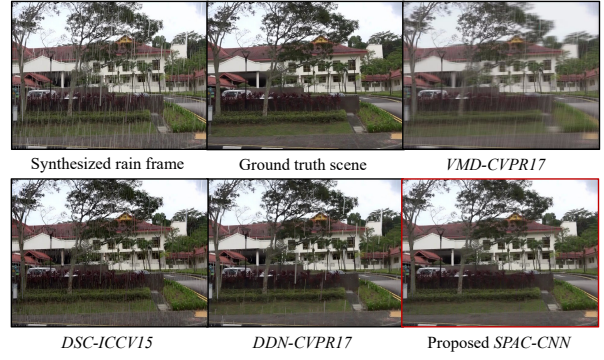 Synthesized rain frame Ground truth scene VMD-CVPR17
DSC-ICCV15 DDN-CVPR17 Proposed SPAC-CNN